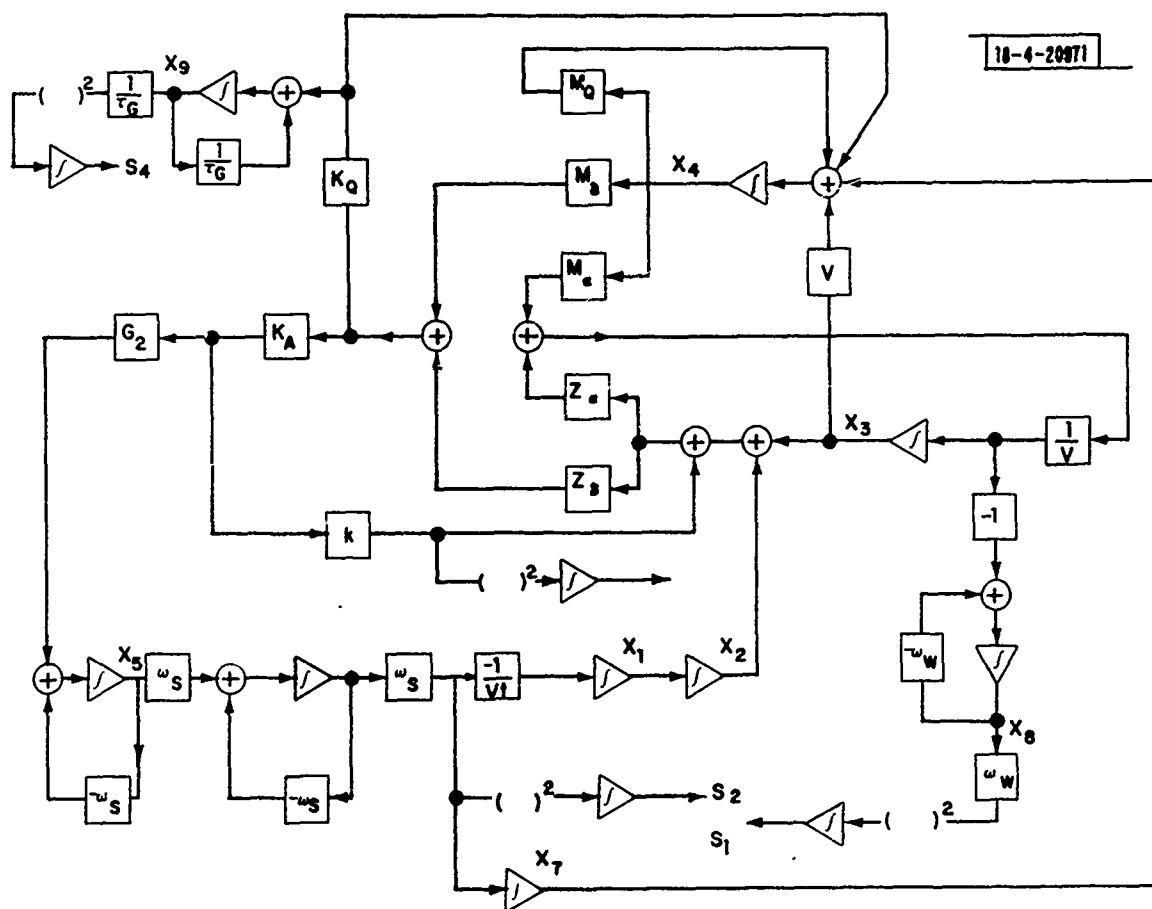 18-4-20971
X9
( )² 1/τG
∫
+
∫
S4
1/τG
KQ
MQ
Mδ
X4
∫
+
Mα
V
G2
KA
+
+
Zα
+
+
X3
∫
1/V
Zδ
k
-1
( )² ∫
+
-ωW
∫
X8
ωW
+
∫
X5
ωS
+
∫
ωS
-1/Vt
∫
X1
∫
X2
-ωS
-ωS
( )² ∫
S2
S1
∫
( )²
∫
X7